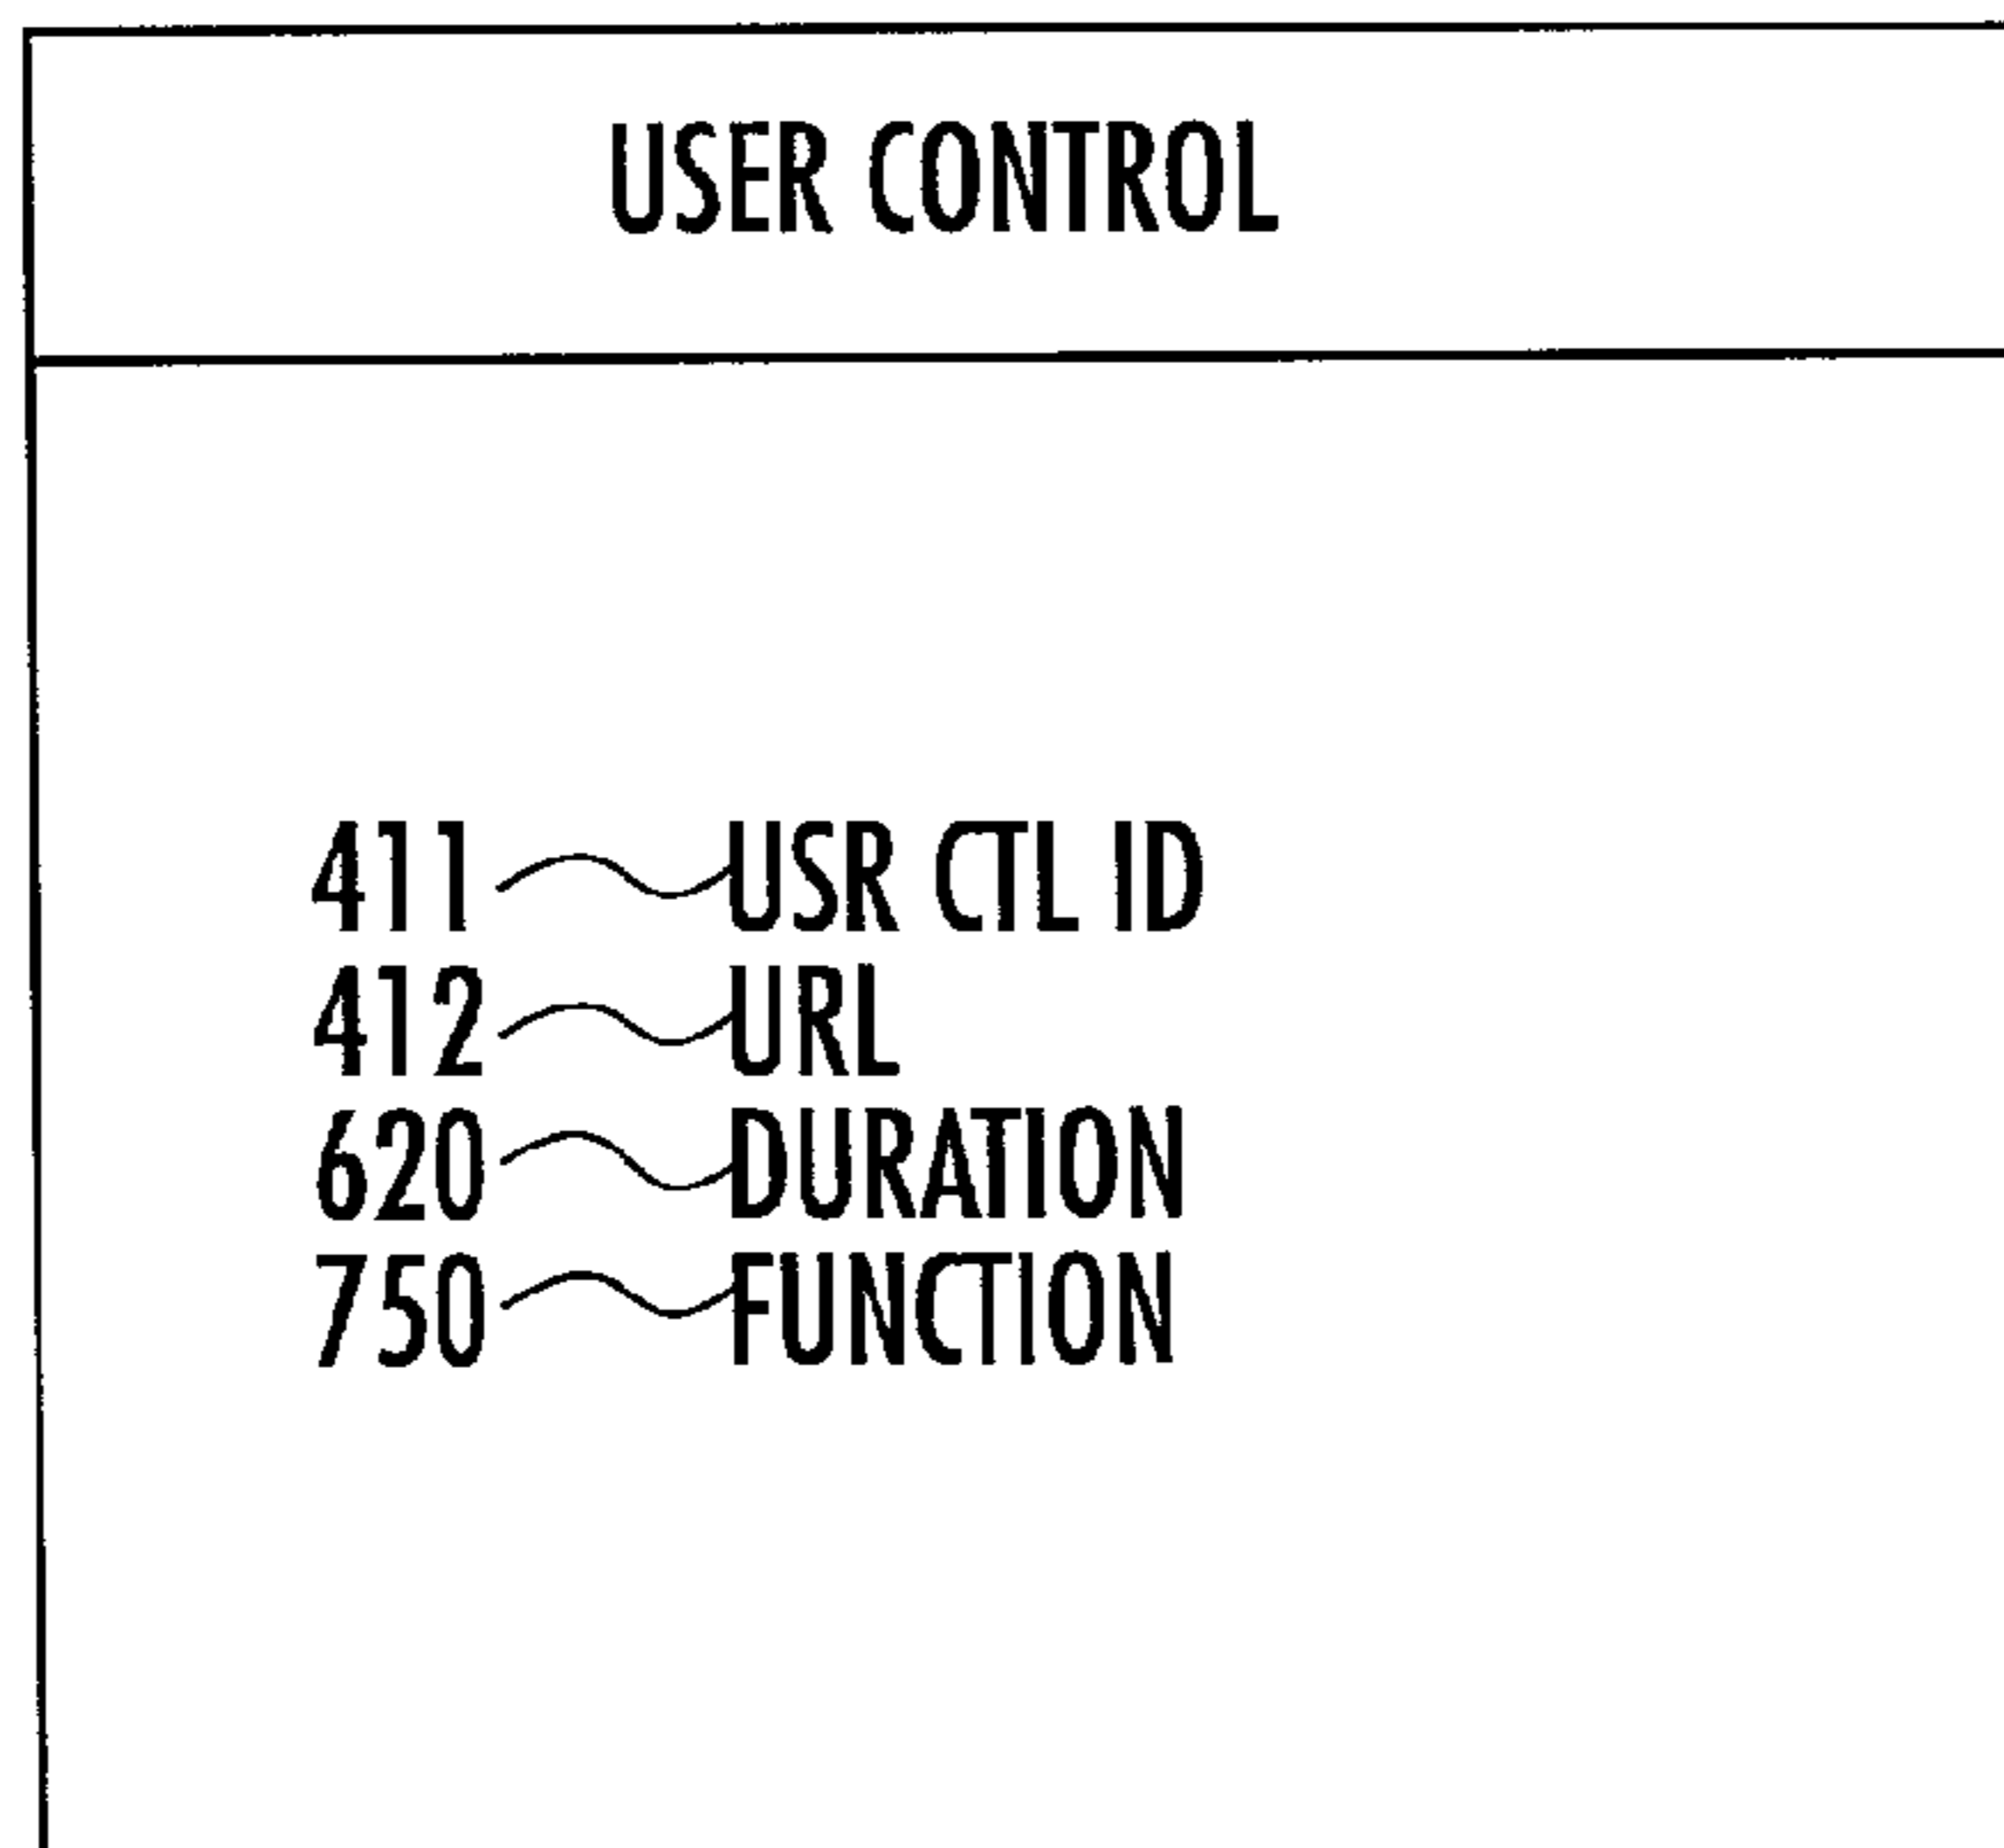 USER CONTROL
411 USR CTL ID
412 URL
620 DURATION
750 FUNCTION